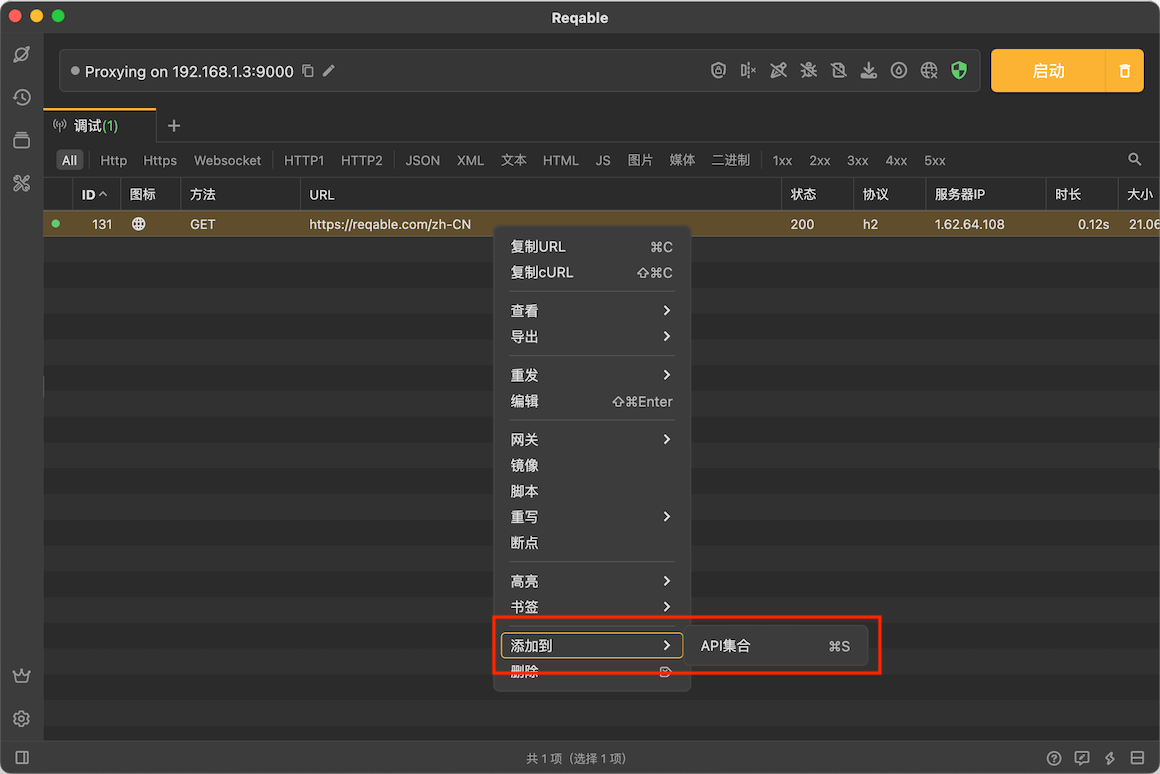 Reqable
Proxying on 192.168.1.3:9000
启动
调试(1)
All Http Https Websocket HTTP1 HTTP2 JSON XML 文本 HTML JS 图片 媒体 二进制 1xx 2xx 3xx 4xx 5xx
ID 图标 方法 URL 状态 协议 服务器IP 时长 大小
131 GET https://reqable.com/zh-CN 200 h2 1.62.64.108 0.12s 21.06
复制URL ⌘C
复制cURL ⇧⌘C
查看
导出
重发
编辑 ⇧⌘Enter
网关
镜像
脚本
重写
断点
高亮
书签
添加到 API集合 ⌘S
删除
共 1 项（选择 1 项）